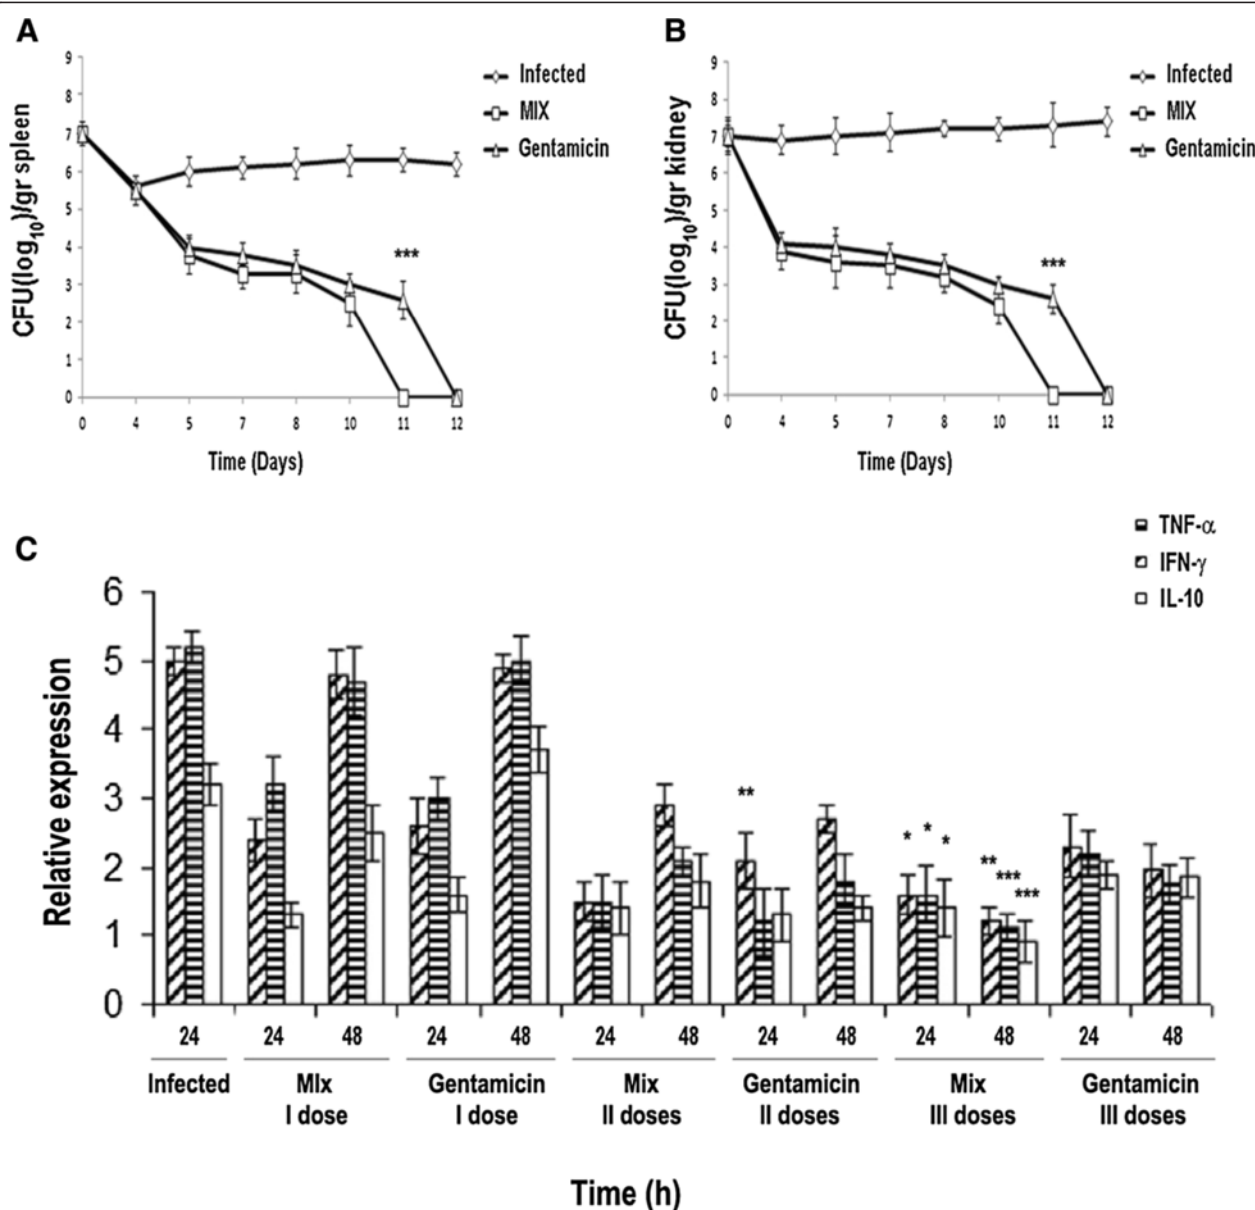 A
Infected
MIX
Gentamicin
CFU(log10)/gr spleen
9
8
7
6
5
4
3
2
1
0
***
0 4 5 7 8 10 11 12
Time (Days)
B
Infected
MIX
Gentamicin
CFU(log10)/gr kidney
9
8
7
6
5
4
3
2
1
0
***
0 4 5 7 8 10 11 12
Time (Days)
C
TNF-α
IFN-γ
IL-10
Relative expression
6
5
4
3
2
1
0
**
* * *
** *** ***
24 24 48 24 48 24 48 24 48 24 48 24 48
Infected MIx Gentamicin Mix Gentamicin Mix Gentamicin
I dose I dose II doses II doses III doses III doses
Time (h)